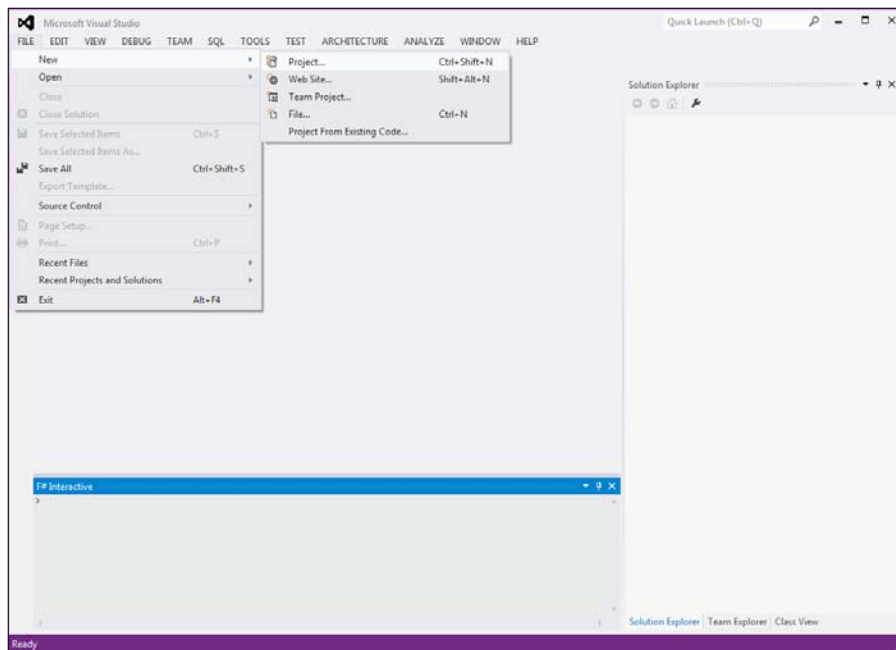 Microsoft Visual Studio
Quick Launch (Ctrl+Q)
FILE EDIT VIEW DEBUG TEAM SQL TOOLS TEST ARCHITECTURE ANALYZE WINDOW HELP
New
Open
Close
Close Solution
Save Selected Items Ctrl+S
Save Selected Items As...
Save All Ctrl+Shift+S
Export Template...
Source Control
Page Setup...
Print... Ctrl+P
Recent Files
Recent Projects and Solutions
Exit Alt+F4
Project... Ctrl+Shift+N
Web Site... Shift+Alt+N
Team Project...
File... Ctrl+N
Project From Existing Code...
Solution Explorer
F# Interactive
>
Solution Explorer Team Explorer Class View
Ready